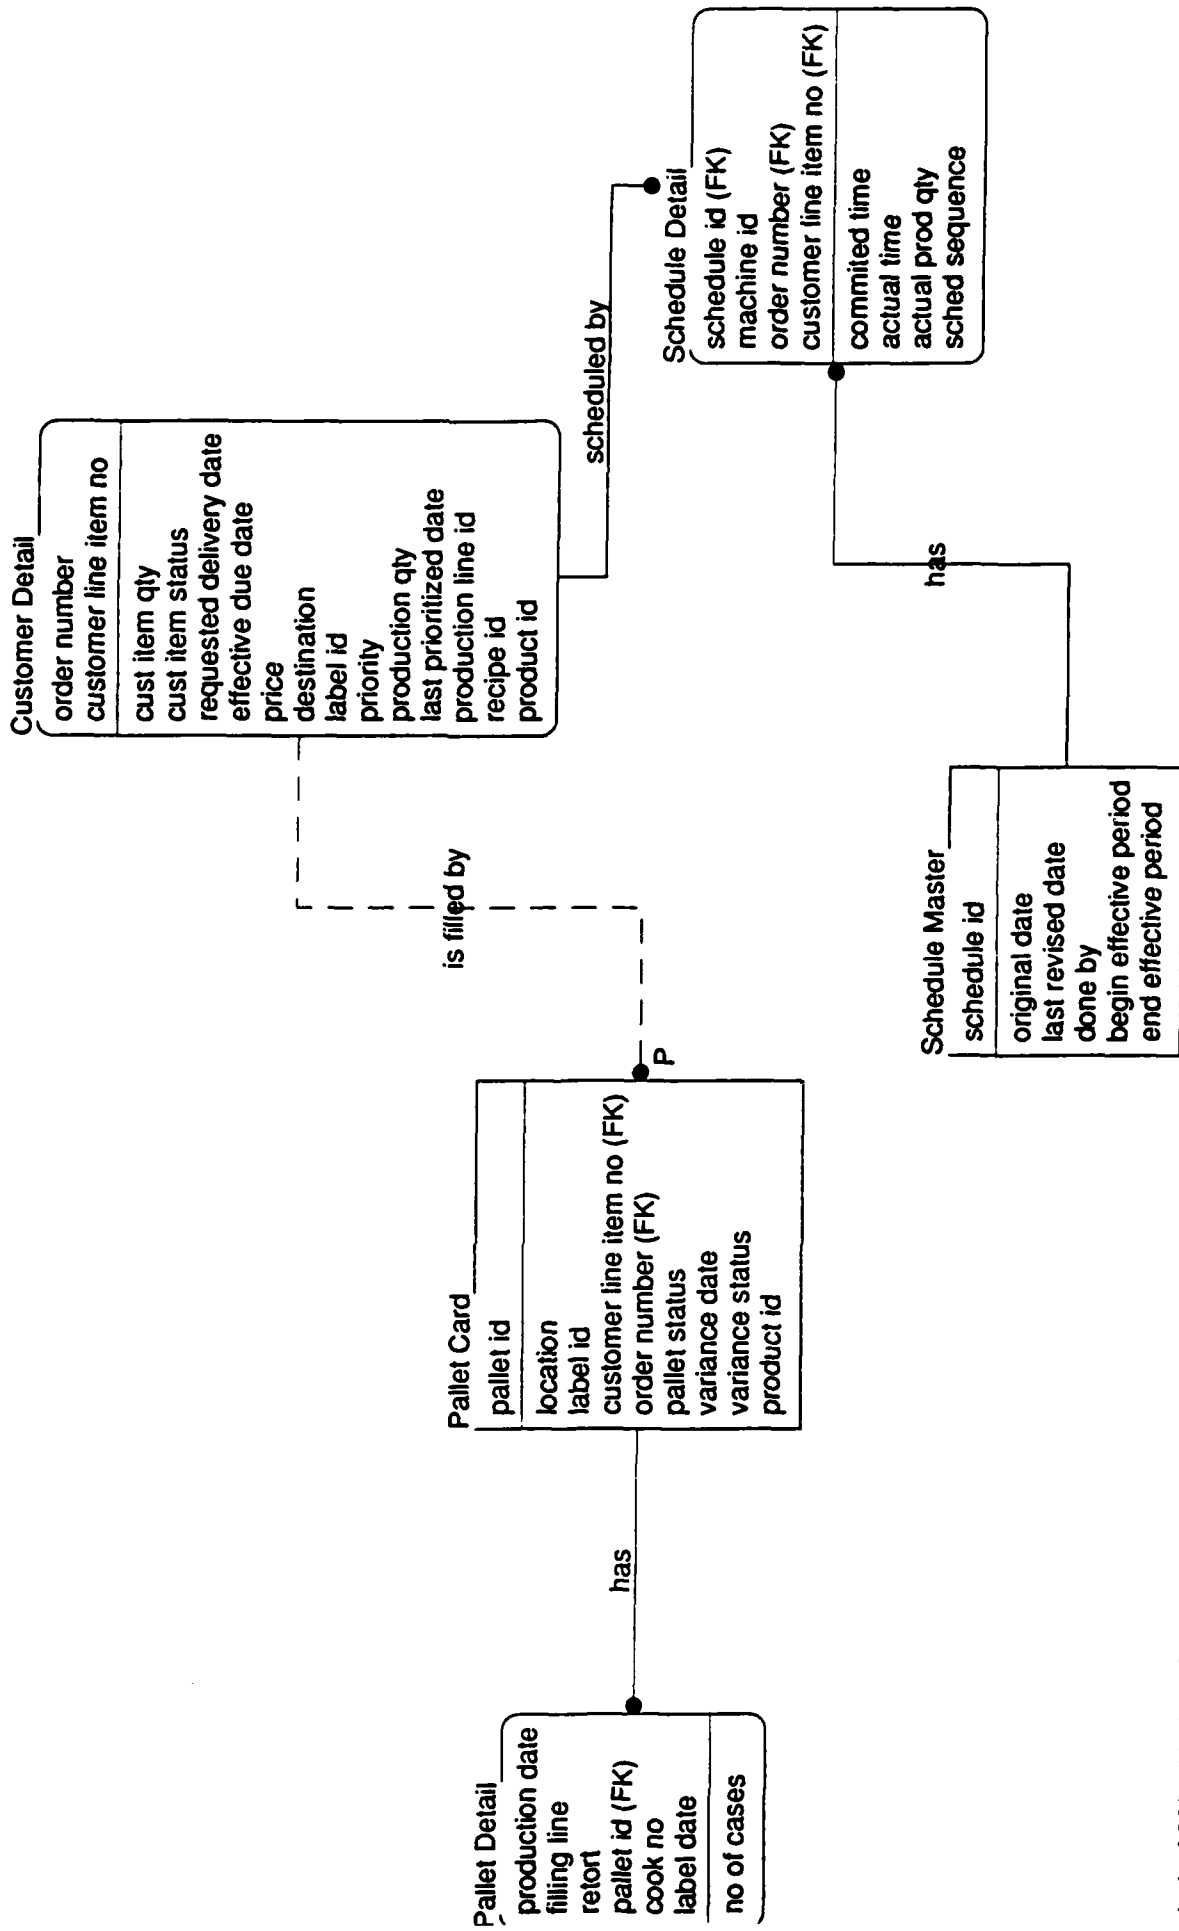 Customer Detail
order number
customer line item no
cust item qty
cust item status
requested delivery date
effective due date
price
destination
label id
priority
production qty
last prioritized date
production line id
recipe id
product id
scheduled by
Schedule Detail
schedule id (FK)
machine id
order number (FK)
customer line item no (FK)
commited time
actual time
actual prod qty
sched sequence
is filled by
P
has
Pallet Card
pallet id
location
label id
customer line item no (FK)
order number (FK)
pallet status
variance date
variance status
product id
Schedule Master
schedule id
original date
last revised date
done by
begin effective period
end effective period
has
Pallet Detail
production date
filling line
retort
pallet id (FK)
cook no
label date
no of cases